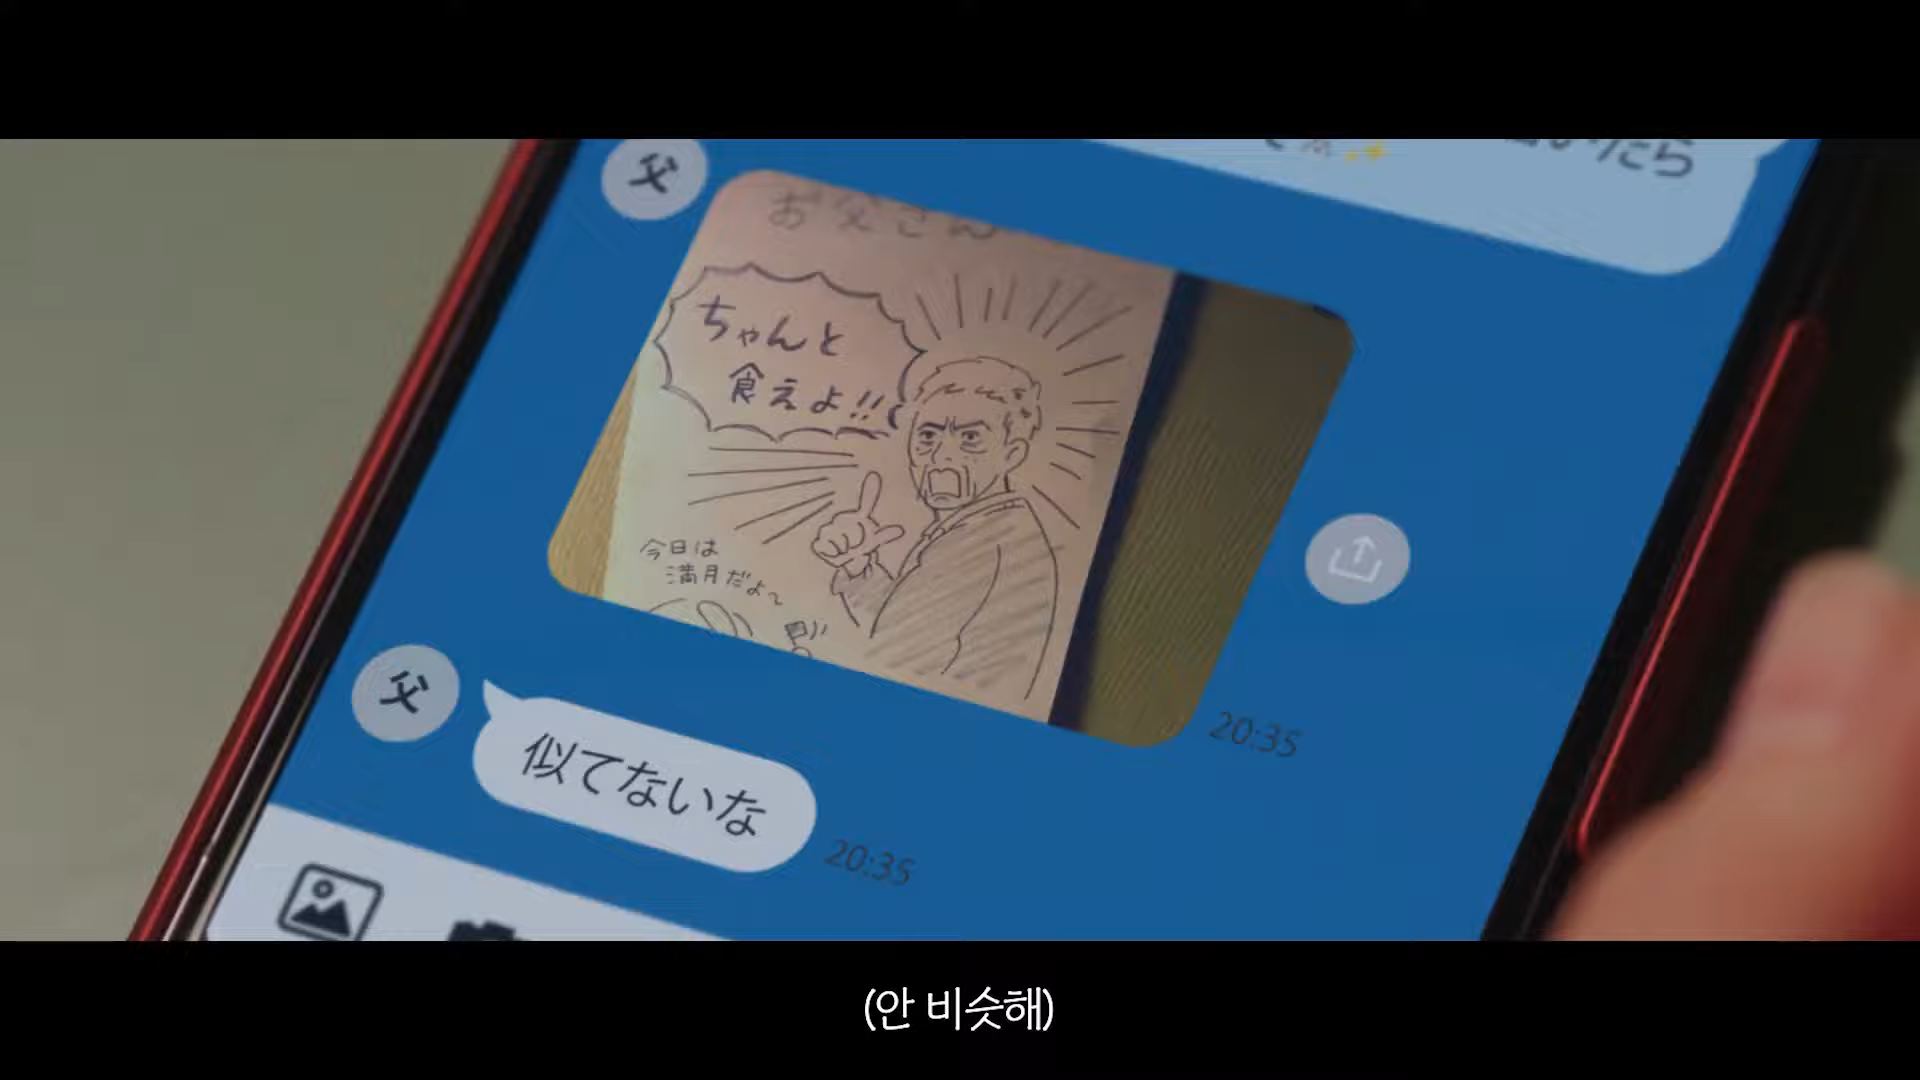 父
お父さん
ちゃんと
食えよ!!
今日は
満月だよ〜
20:35
父
似てないな
20:35
(안 비슷해)